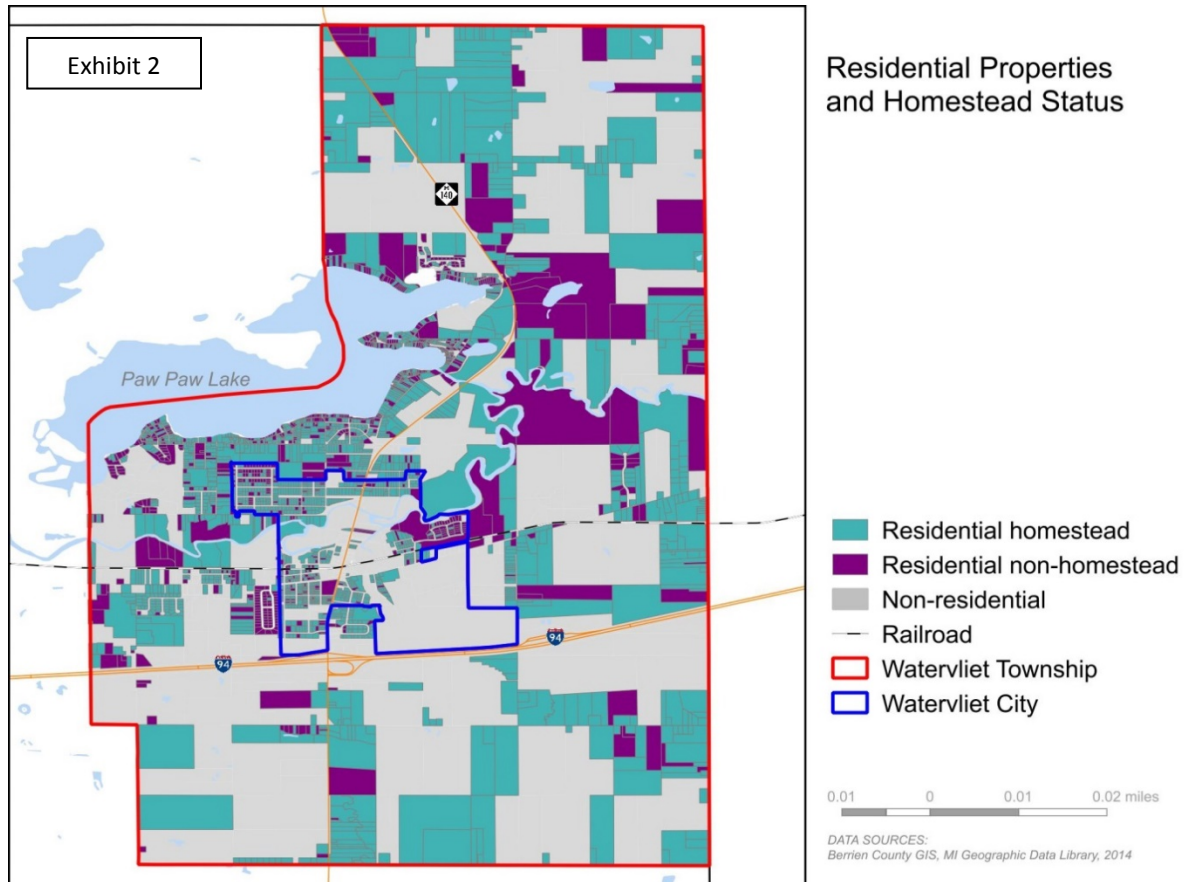 Exhibit 2
Residential Properties
and Homestead Status
M
140
Paw Paw Lake
94
94
Residential homestead
Residential non-homestead
Non-residential
Railroad
Watervliet Township
Watervliet City
0.01 0 0.01 0.02 miles
DATA SOURCES:
Berrien County GIS, MI Geographic Data Library, 2014